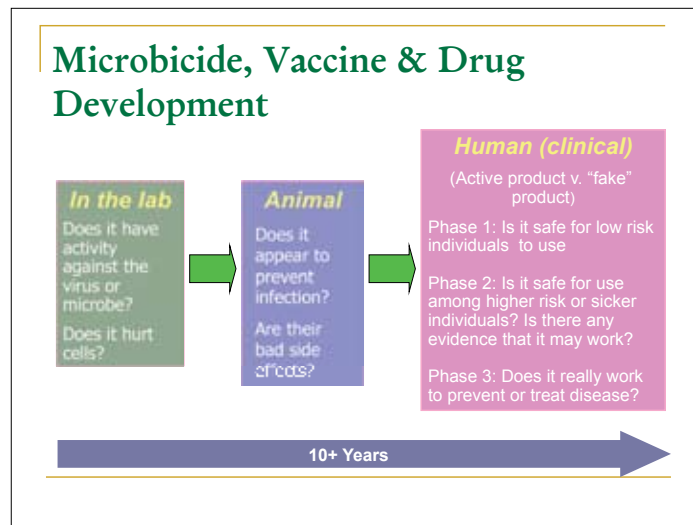 Microbicide, Vaccine & Drug
Development
In the lab
Does it have
activity
against the
virus or
microbe?
Does it hurt
cells?
Animal
Does it
appear to
prevent
infection?
Are their
bad side
effects?
Human (clinical)
(Active product v. “fake”
product)
Phase 1: Is it safe for low risk
individuals to use
Phase 2: Is it safe for use
among higher risk or sicker
individuals? Is there any
evidence that it may work?
Phase 3: Does it really work
to prevent or treat disease?
10+ Years